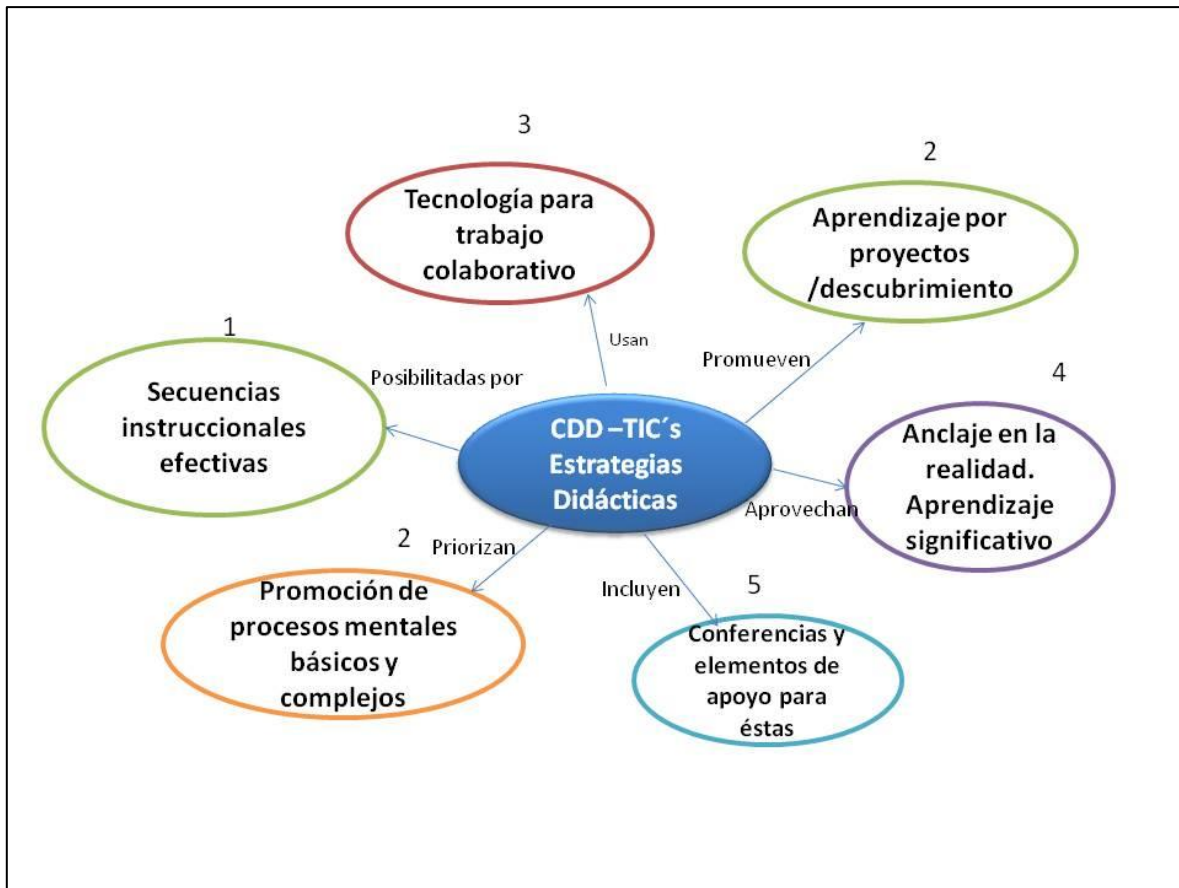 3
Tecnología para
trabajo
colaborativo
2
Aprendizaje por
proyectos
/descubrimiento
1
Secuencias
instruccionales
efectivas
Posibilitadas por
Usan
Promueven
4
Anclaje en la
realidad.
Aprendizaje
significativo
CDD –TIC´s
Estrategias
Didácticas
Aprovechan
2
Priorizan
Promoción de
procesos mentales
básicos y
complejos
Incluyen
5
Conferencias y
elementos de
apoyo para
éstas